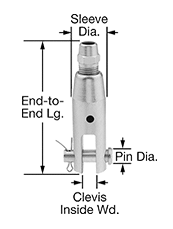 Sleeve
Dia.
End-to-
End Lg.
Pin Dia.
Clevis
Inside Wd.